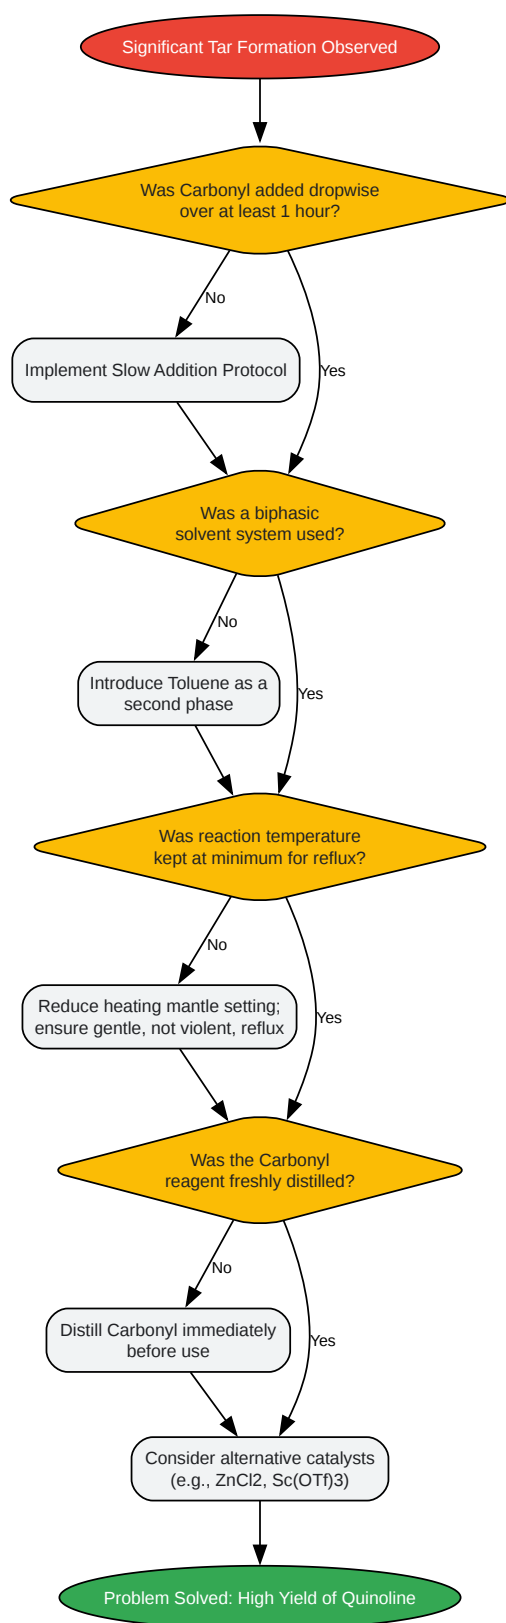 Significant Tar Formation Observed
Was Carbonyl added dropwise
over at least 1 hour?
No
Implement Slow Addition Protocol
Yes
Was a biphasic
solvent system used?
No
Introduce Toluene as a
second phase
Yes
Was reaction temperature
kept at minimum for reflux?
No
Reduce heating mantle setting;
ensure gentle, not violent, reflux
Yes
Was the Carbonyl
reagent freshly distilled?
No
Distill Carbonyl immediately
before use
Yes
Consider alternative catalysts
(e.g., ZnCl2, Sc(OTf)3)
Problem Solved: High Yield of Quinoline